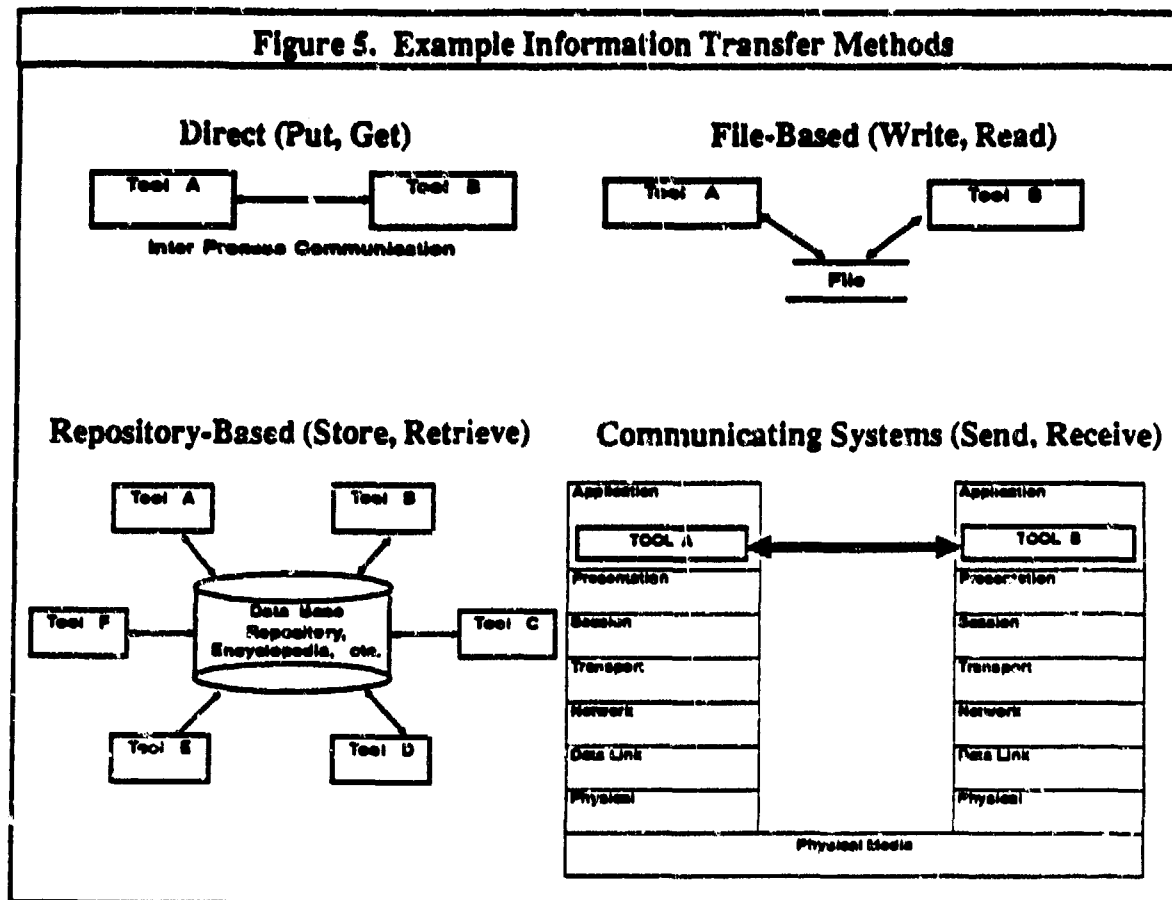 Figure 5. Example Information Transfer Methods
Direct (Put, Get)
Tool A
Tool B
Inter Process Communication
File-Based (Write, Read)
Tool A
Tool B
File
Repository-Based (Store, Retrieve)
Tool A
Tool B
Tool F
Data Base
Repository,
Encyclopedia, etc.
Tool C
Tool E
Tool D
Communicating Systems (Send, Receive)
Application
TOOL A
Presentation
Session
Transport
Network
Data Link
Physical
Application
TOOL B
Presentation
Session
Transport
Network
Data Link
Physical
Physical Media